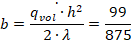 b = q_vol˙ · h² / 2 · λ = 99 / 875